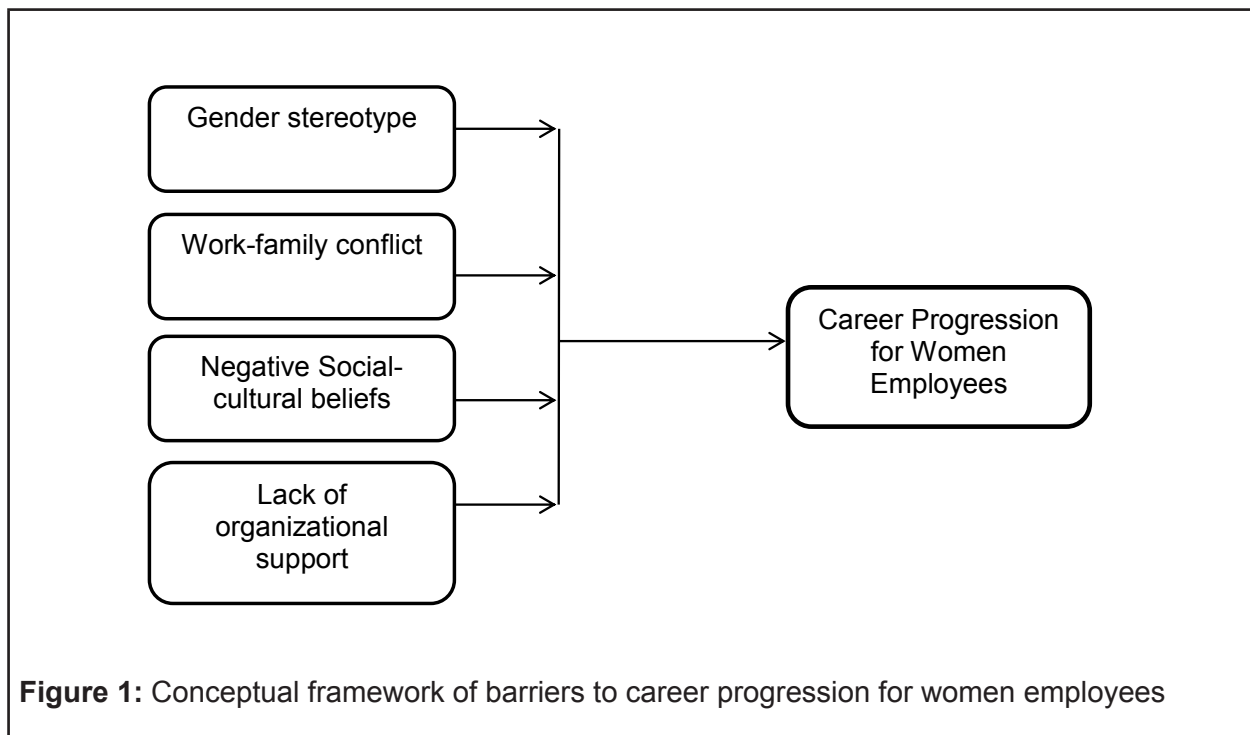 Gender stereotype
Work-family conflict
Negative Social-
cultural beliefs
Lack of
organizational
support
Career Progression
for Women
Employees
Figure 1: Conceptual framework of barriers to career progression for women employees